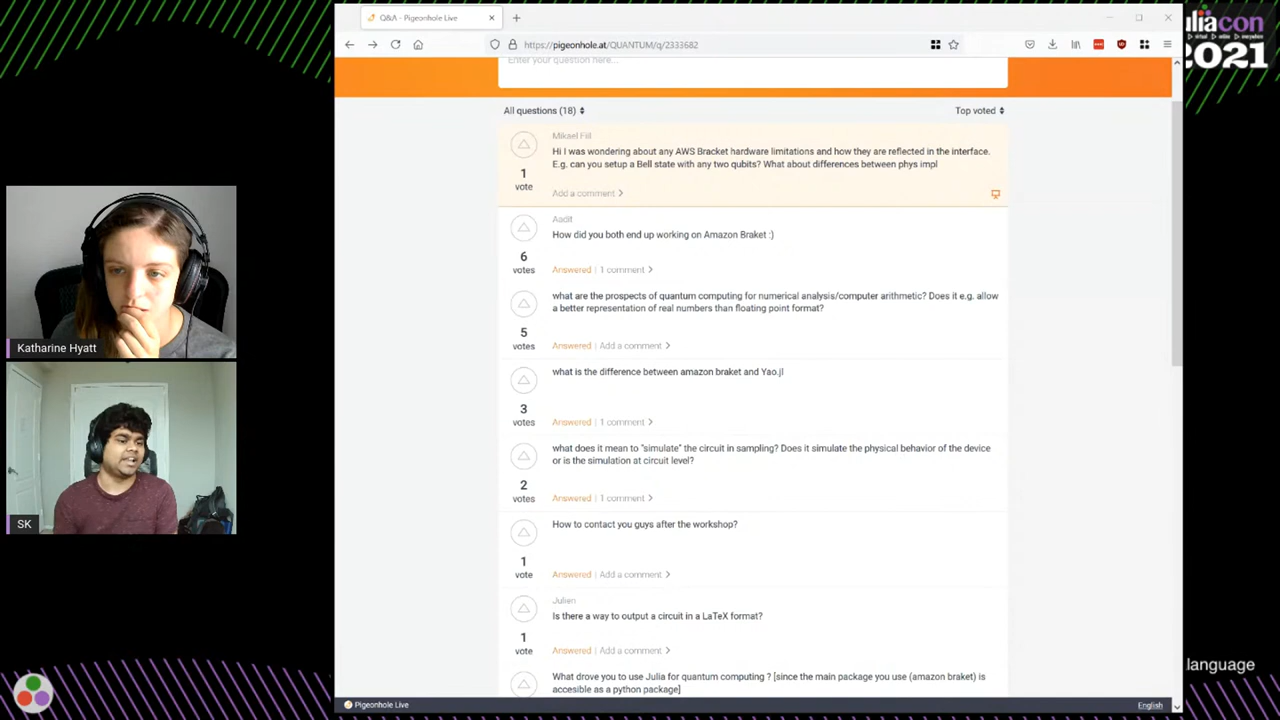 Q&A - Pigeonhole Live
https://pigeonhole.at/QUANTUM/q/2333682
juliacon
virtual online everywhere
2021
Enter your question here...
All questions (18)
Top voted
Mikael Fiil
Hi I was wondering about any AWS Bracket hardware limitations and how they are reflected in the interface.
E.g. can you setup a Bell state with any two qubits? What about differences between phys impl
1
vote
Add a comment
Aadit
How did you both end up working on Amazon Braket :)
6
votes
Answered | 1 comment
what are the prospects of quantum computing for numerical analysis/computer arithmetic? Does it e.g. allow
a better representation of real numbers than floating point format?
5
votes
Answered | Add a comment
what is the difference between amazon braket and Yao.jl
3
votes
Answered | 1 comment
what does it mean to "simulate" the circuit in sampling? Does it simulate the physical behavior of the device
or is the simulation at circuit level?
2
votes
Answered | 1 comment
How to contact you guys after the workshop?
1
vote
Answered | Add a comment
Julien
Is there a way to output a circuit in a LaTeX format?
1
vote
Answered | Add a comment
What drove you to use Julia for quantum computing ? [since the main package you use (amazon braket) is
accesible as a python package]
Pigeonhole Live
English
Katharine Hyatt
SK
language